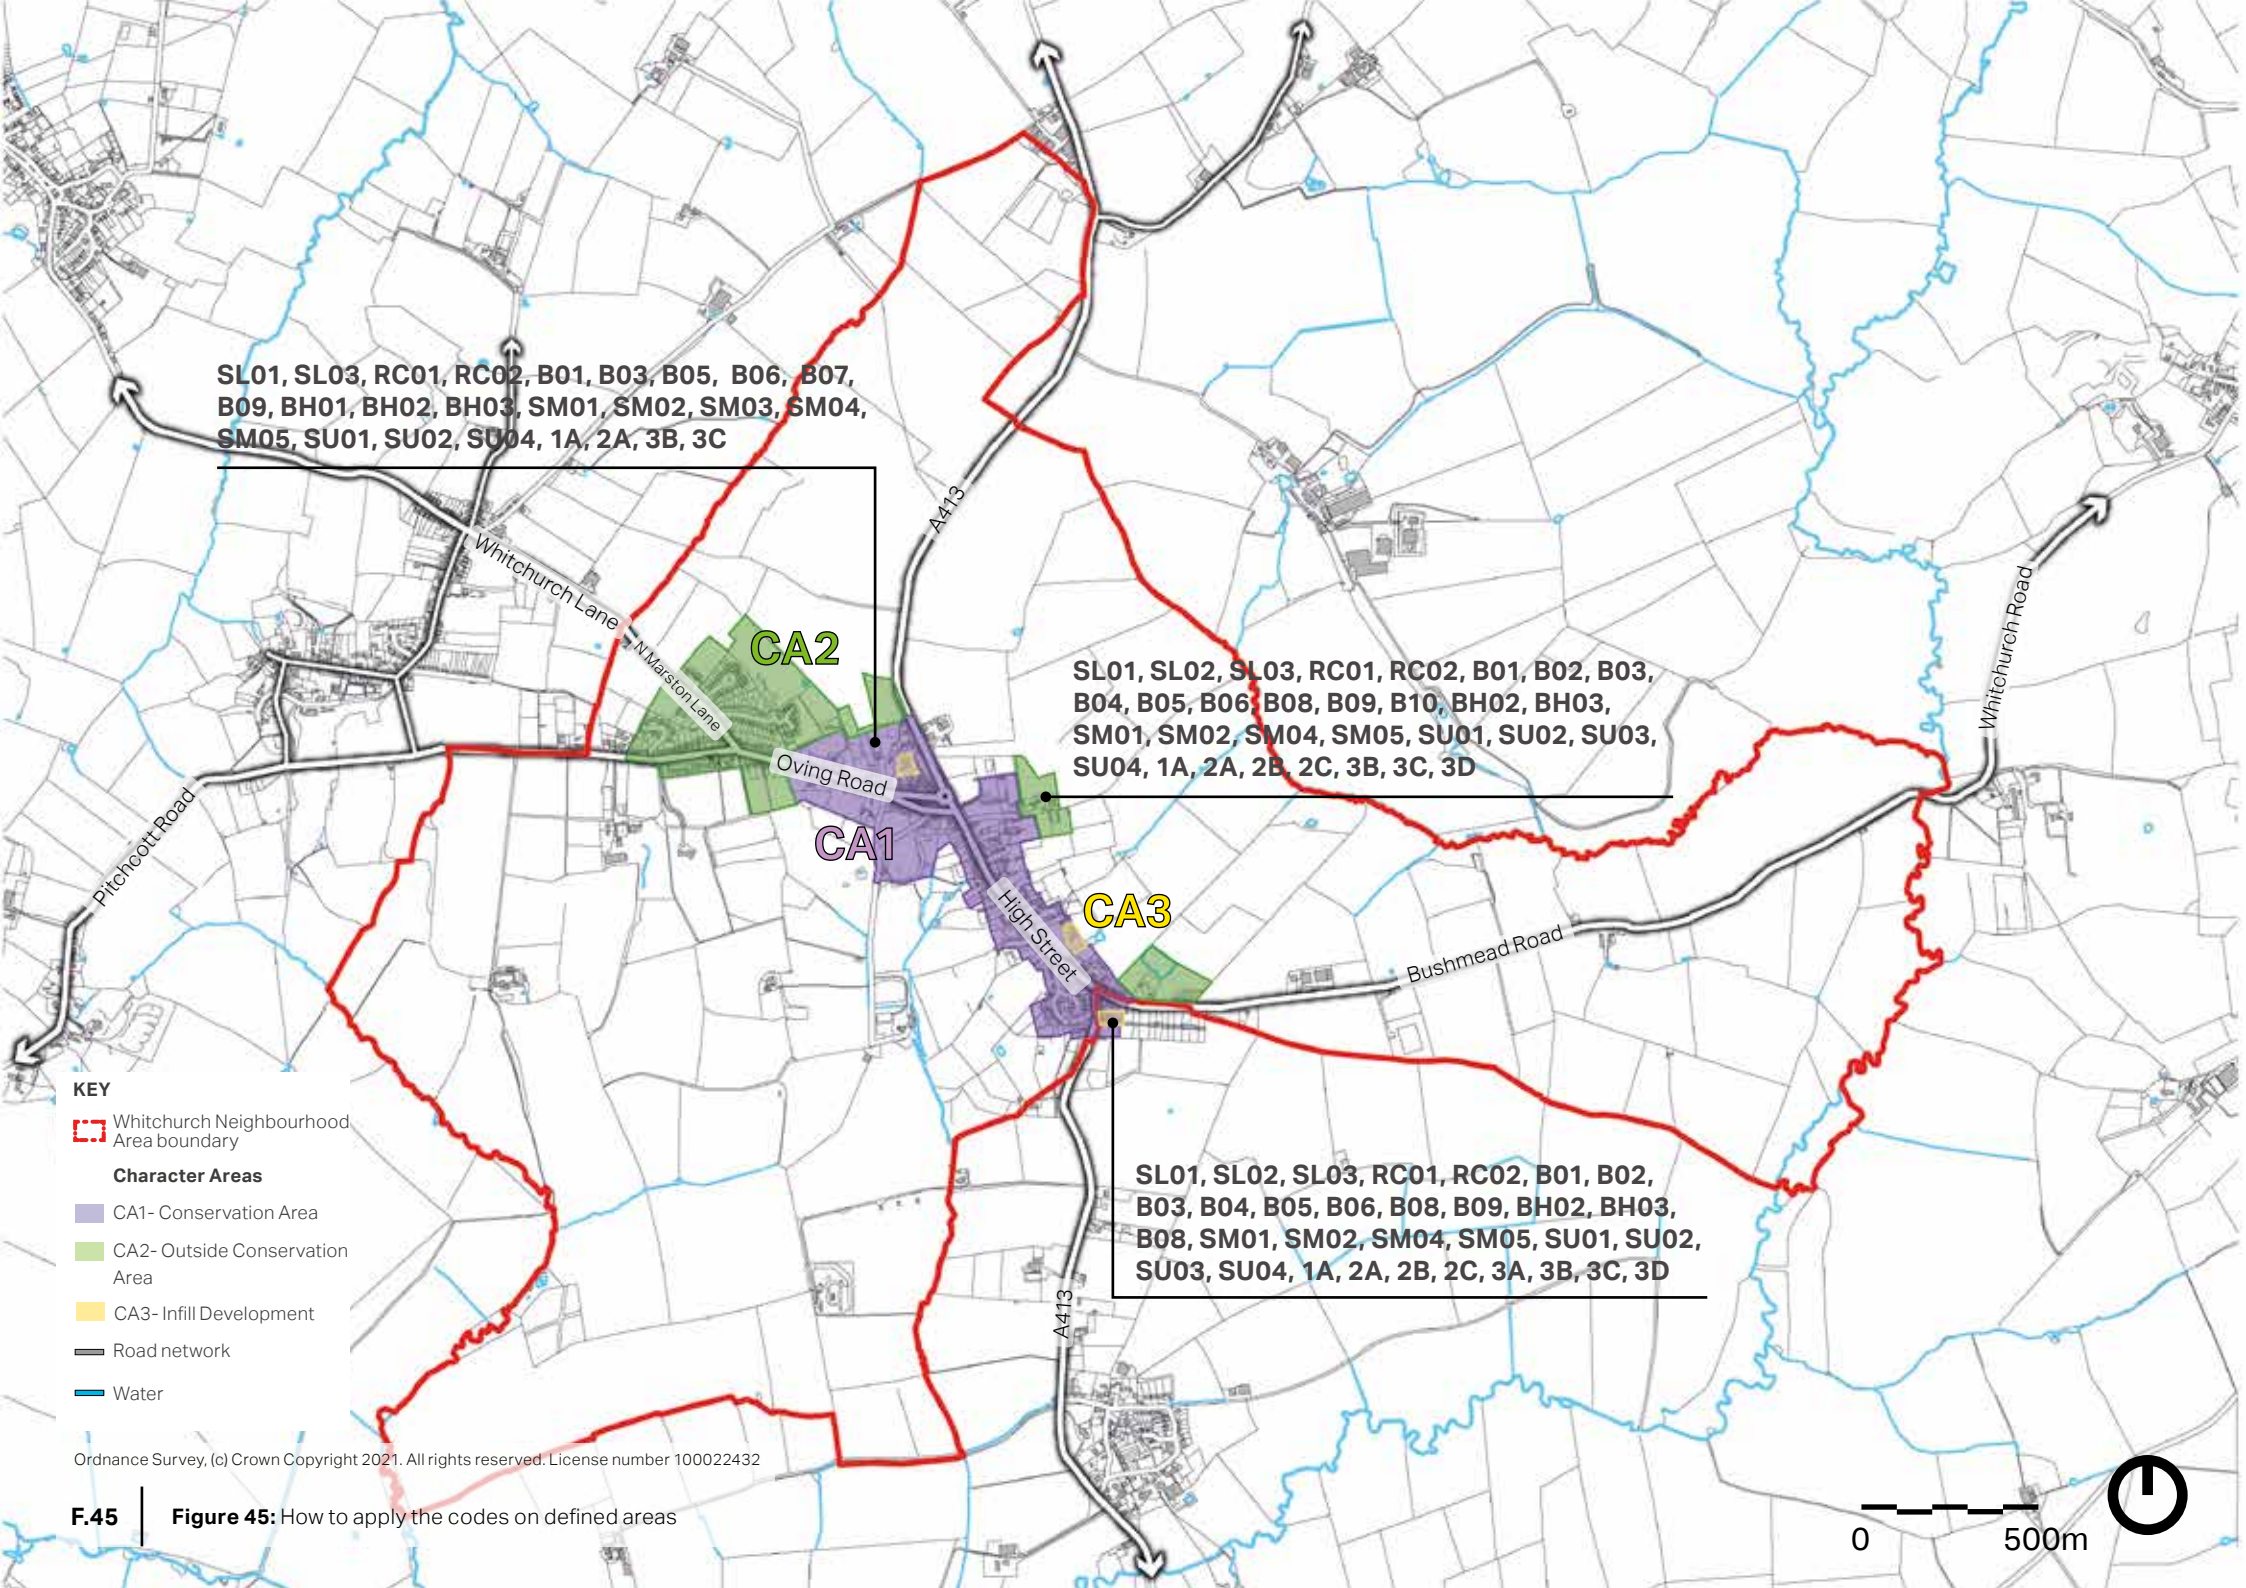 SL01, SL03, RC01, RC02, B01, B03, B05, B06, B07,
B09, BH01, BH02, BH03, SM01, SM02, SM03, SM04,
SM05, SU01, SU02, SU04, 1A, 2A, 3B, 3C
A413
Whitchurch Lane
N Marston Lane
CA2
SL01, SL02, SL03, RC01, RC02, B01, B02, B03,
B04, B05, B06, B08, B09, B10, BH02, BH03,
SM01, SM02, SM04, SM05, SU01, SU02, SU03,
SU04, 1A, 2A, 2B, 2C, 3B, 3C, 3D
Whitchurch Road
Oving Road
Pitchcott Road
CA1
High Street
CA3
Bushmead Road
SL01, SL02, SL03, RC01, RC02, B01, B02,
B03, B04, B05, B06, B08, B09, BH02, BH03,
B08, SM01, SM02, SM04, SM05, SU01, SU02,
SU03, SU04, 1A, 2A, 2B, 2C, 3A, 3B, 3C, 3D
A413
KEY
Whitchurch Neighbourhood
Area boundary
Character Areas
CA1- Conservation Area
CA2- Outside Conservation
Area
CA3- Infill Development
Road network
Water
Ordnance Survey, (c) Crown Copyright 2021. All rights reserved. License number 100022432
F.45
Figure 45: How to apply the codes on defined areas
0 500m